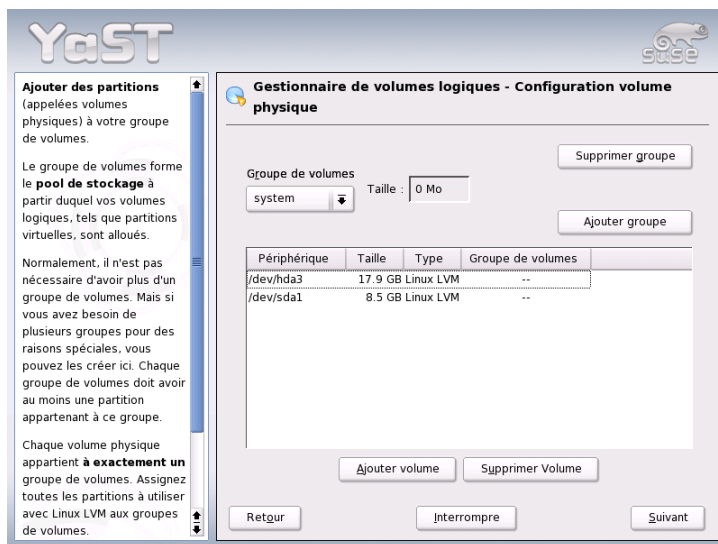 YaST
SUSE
Ajouter des partitions
(appelées volumes
physiques) à votre groupe
de volumes.
Le groupe de volumes forme
le pool de stockage à
partir duquel vos volumes
logiques, tels que partitions
virtuelles, sont alloués.
Normalement, il n'est pas
nécessaire d'avoir plus d'un
groupe de volumes. Mais si
vous avez besoin de
plusieurs groupes pour des
raisons spéciales, vous
pouvez les créer ici. Chaque
groupe de volumes doit avoir
au moins une partition
appartenant à ce groupe.
Chaque volume physique
appartient à exactement un
groupe de volumes. Assignez
toutes les partitions à utiliser
avec Linux LVM aux groupes
de volumes.
Gestionnaire de volumes logiques - Configuration volume
physique
Supprimer groupe
Groupe de volumes
system
Taille : 0 Mo
Ajouter groupe
Périphérique Taille Type Groupe de volumes
/dev/hda3 17.9 GB Linux LVM --
/dev/sda1 8.5 GB Linux LVM --
Ajouter volume Supprimer Volume
Retour Interrompre Suivant